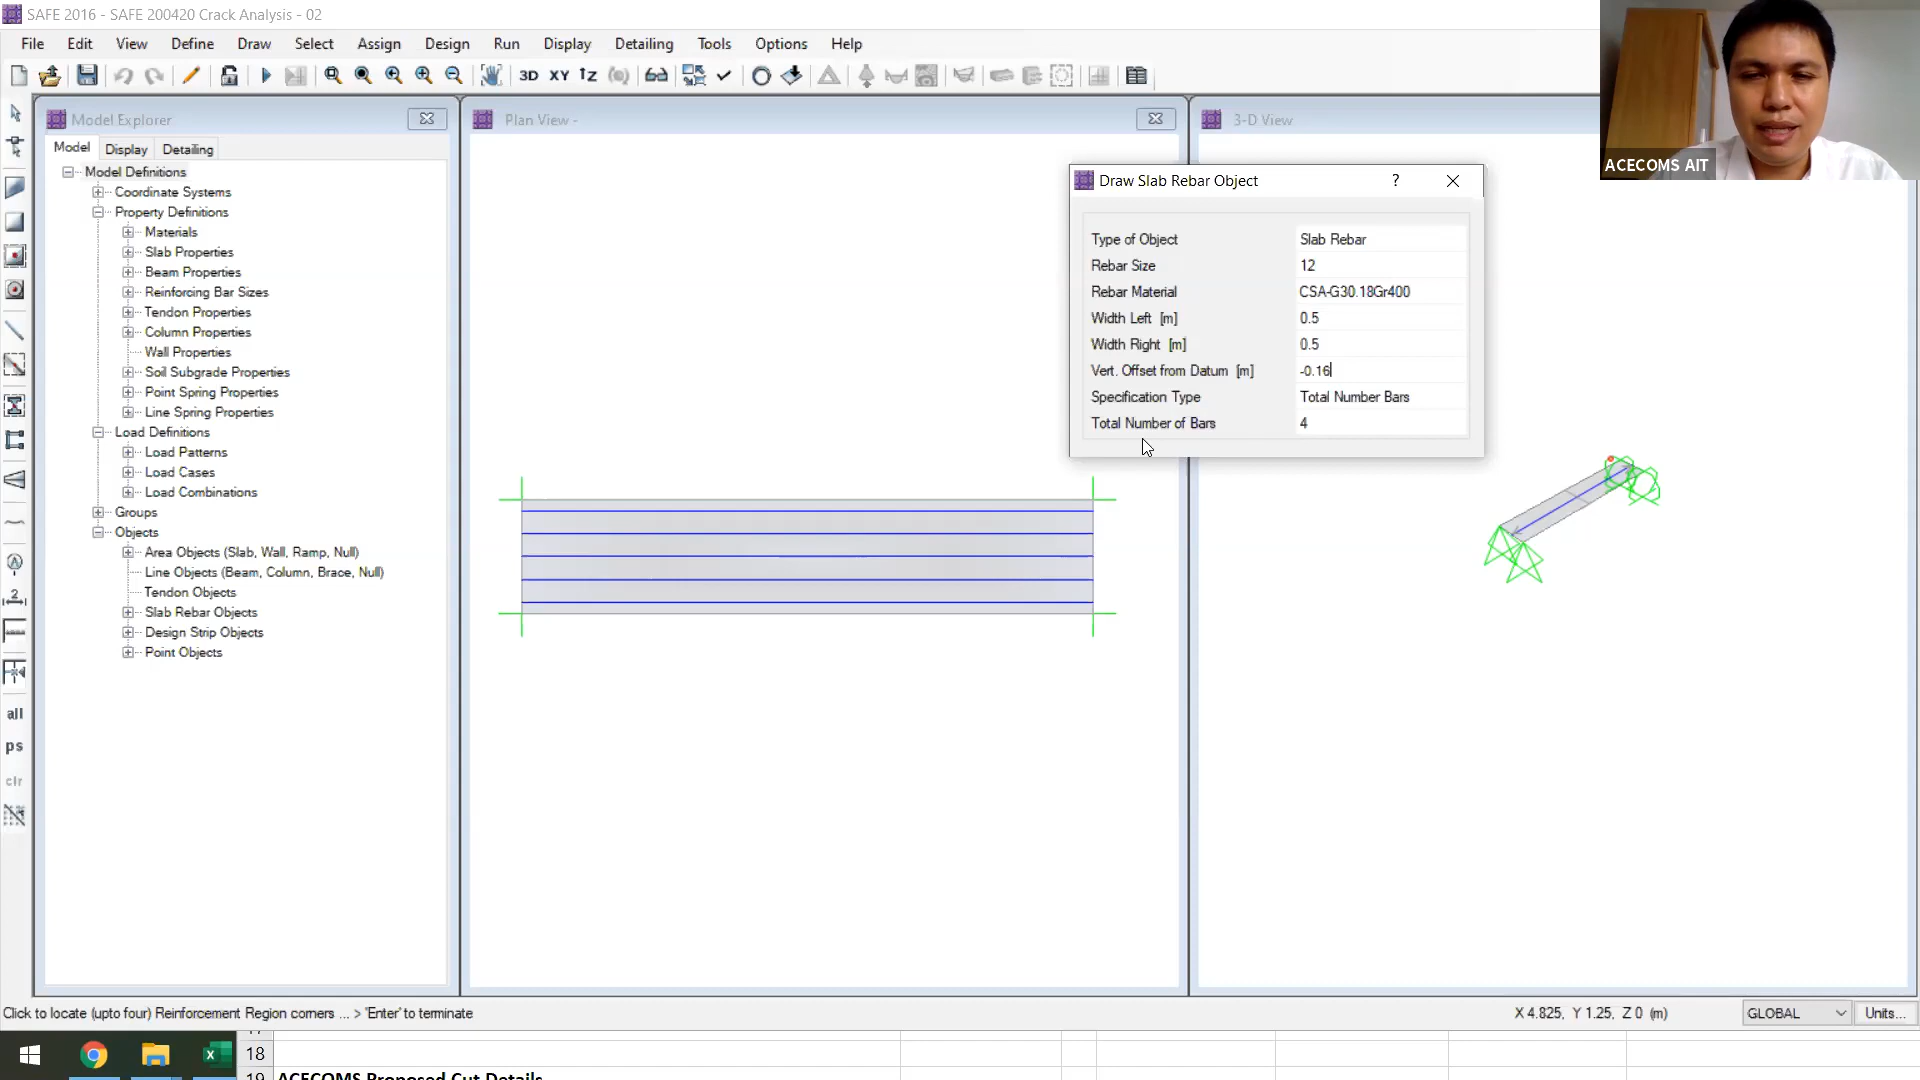 SAFE 2016 - SAFE 200420 Crack Analysis - 02
File Edit View Define Draw Select Assign Design Run Display Detailing Tools Options Help
3D XY
Model Explorer
Plan View -
3-D View
ACECOMS AIT
Model Display Detailing
Model Definitions
Coordinate Systems
Property Definitions
Materials
Slab Properties
Beam Properties
Reinforcing Bar Sizes
Tendon Properties
Column Properties
Wall Properties
Soil Subgrade Properties
Point Spring Properties
Line Spring Properties
Load Definitions
Load Patterns
Load Cases
Load Combinations
Groups
Objects
Area Objects (Slab, Wall, Ramp, Null)
Line Objects (Beam, Column, Brace, Null)
Tendon Objects
Slab Rebar Objects
Design Strip Objects
Point Objects
Draw Slab Rebar Object ?
Type of Object Slab Rebar
Rebar Size 12
Rebar Material CSA-G30.18Gr400
Width Left [m] 0.5
Width Right [m] 0.5
Vert. Offset from Datum [m] -0.16
Specification Type Total Number Bars
Total Number of Bars 4
all
ps
clr
Click to locate (upto four) Reinforcement Region corners ... > 'Enter' to terminate
X 4.825, Y 1.25, Z 0 (m)
GLOBAL
Units...
18
ACECOMS Proposed Cut Details